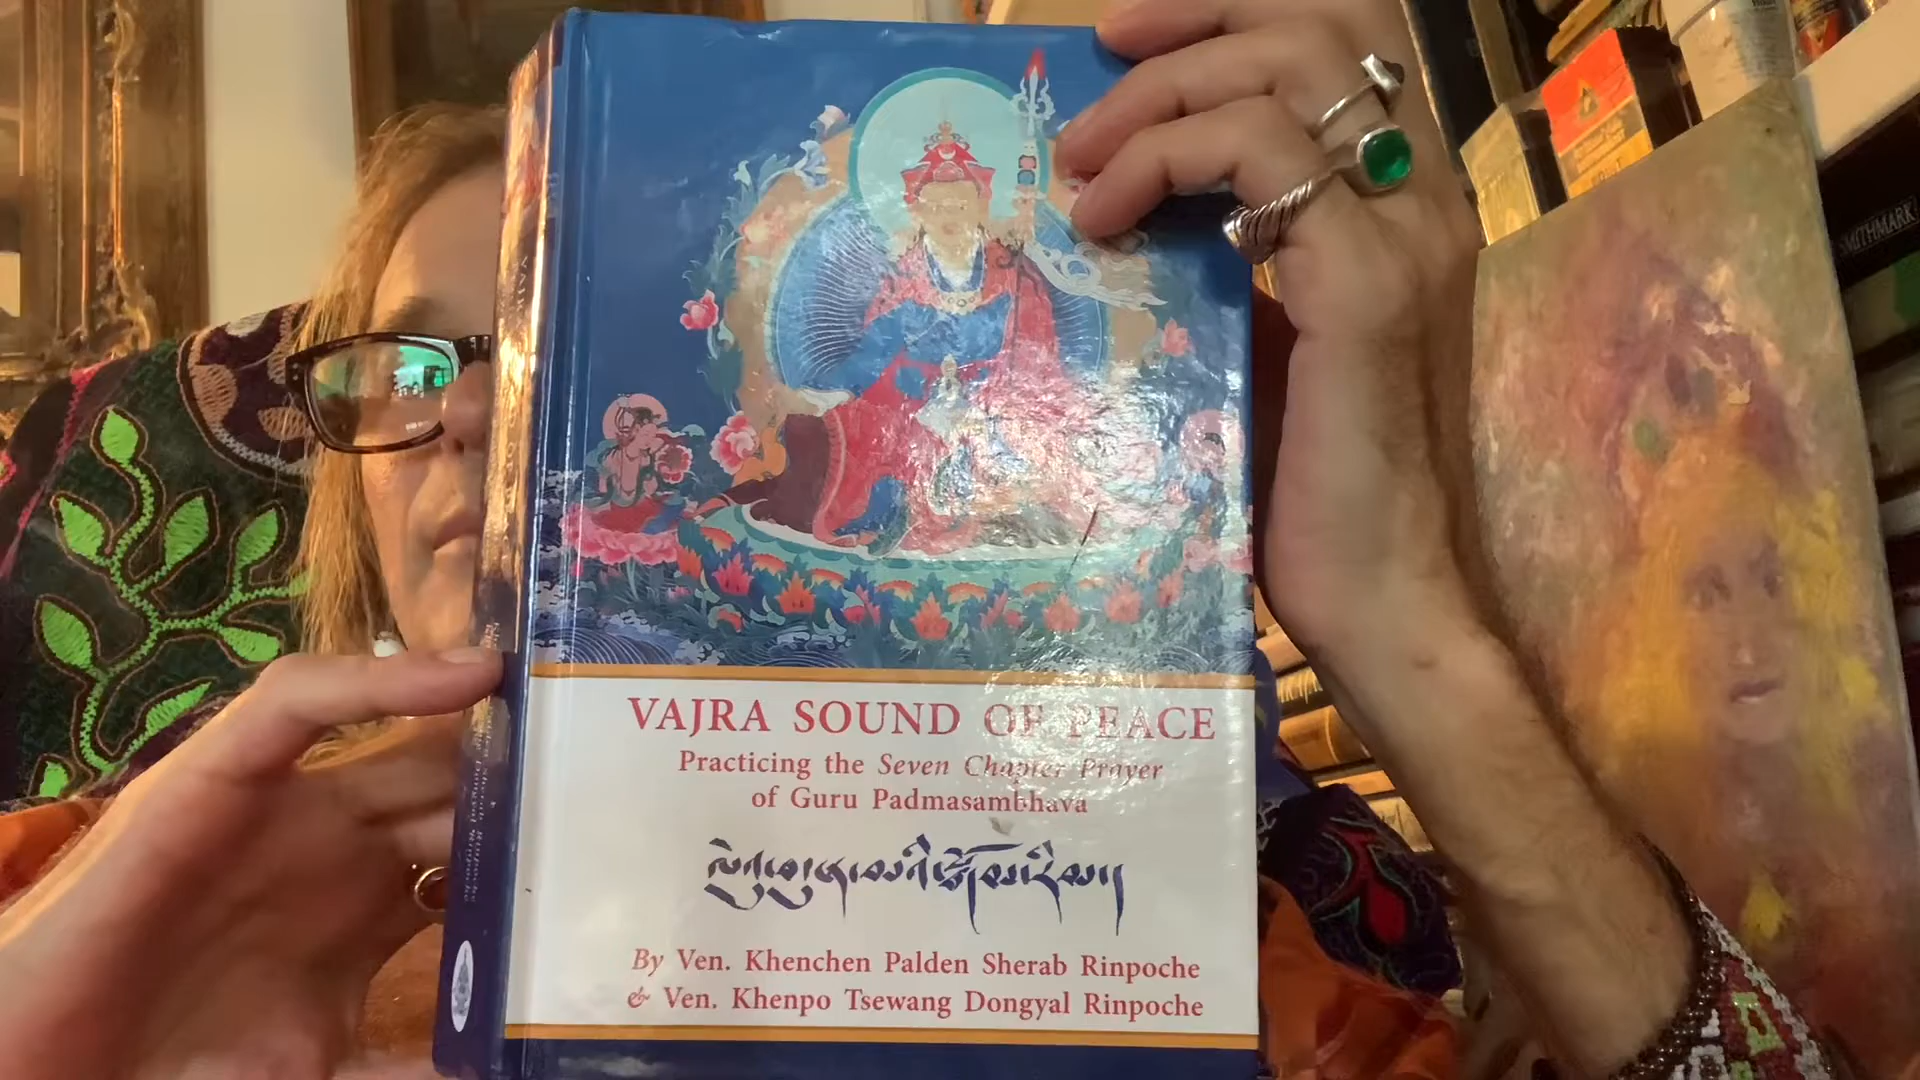 VAJRA SOUND OF PEACE
Practicing the Seven Chapter Prayer
of Guru Padmasambhava
By Ven. Khenchen Palden Sherab Rinpoche
& Ven. Khenpo Tsewang Dongyal Rinpoche
SMITHMARK